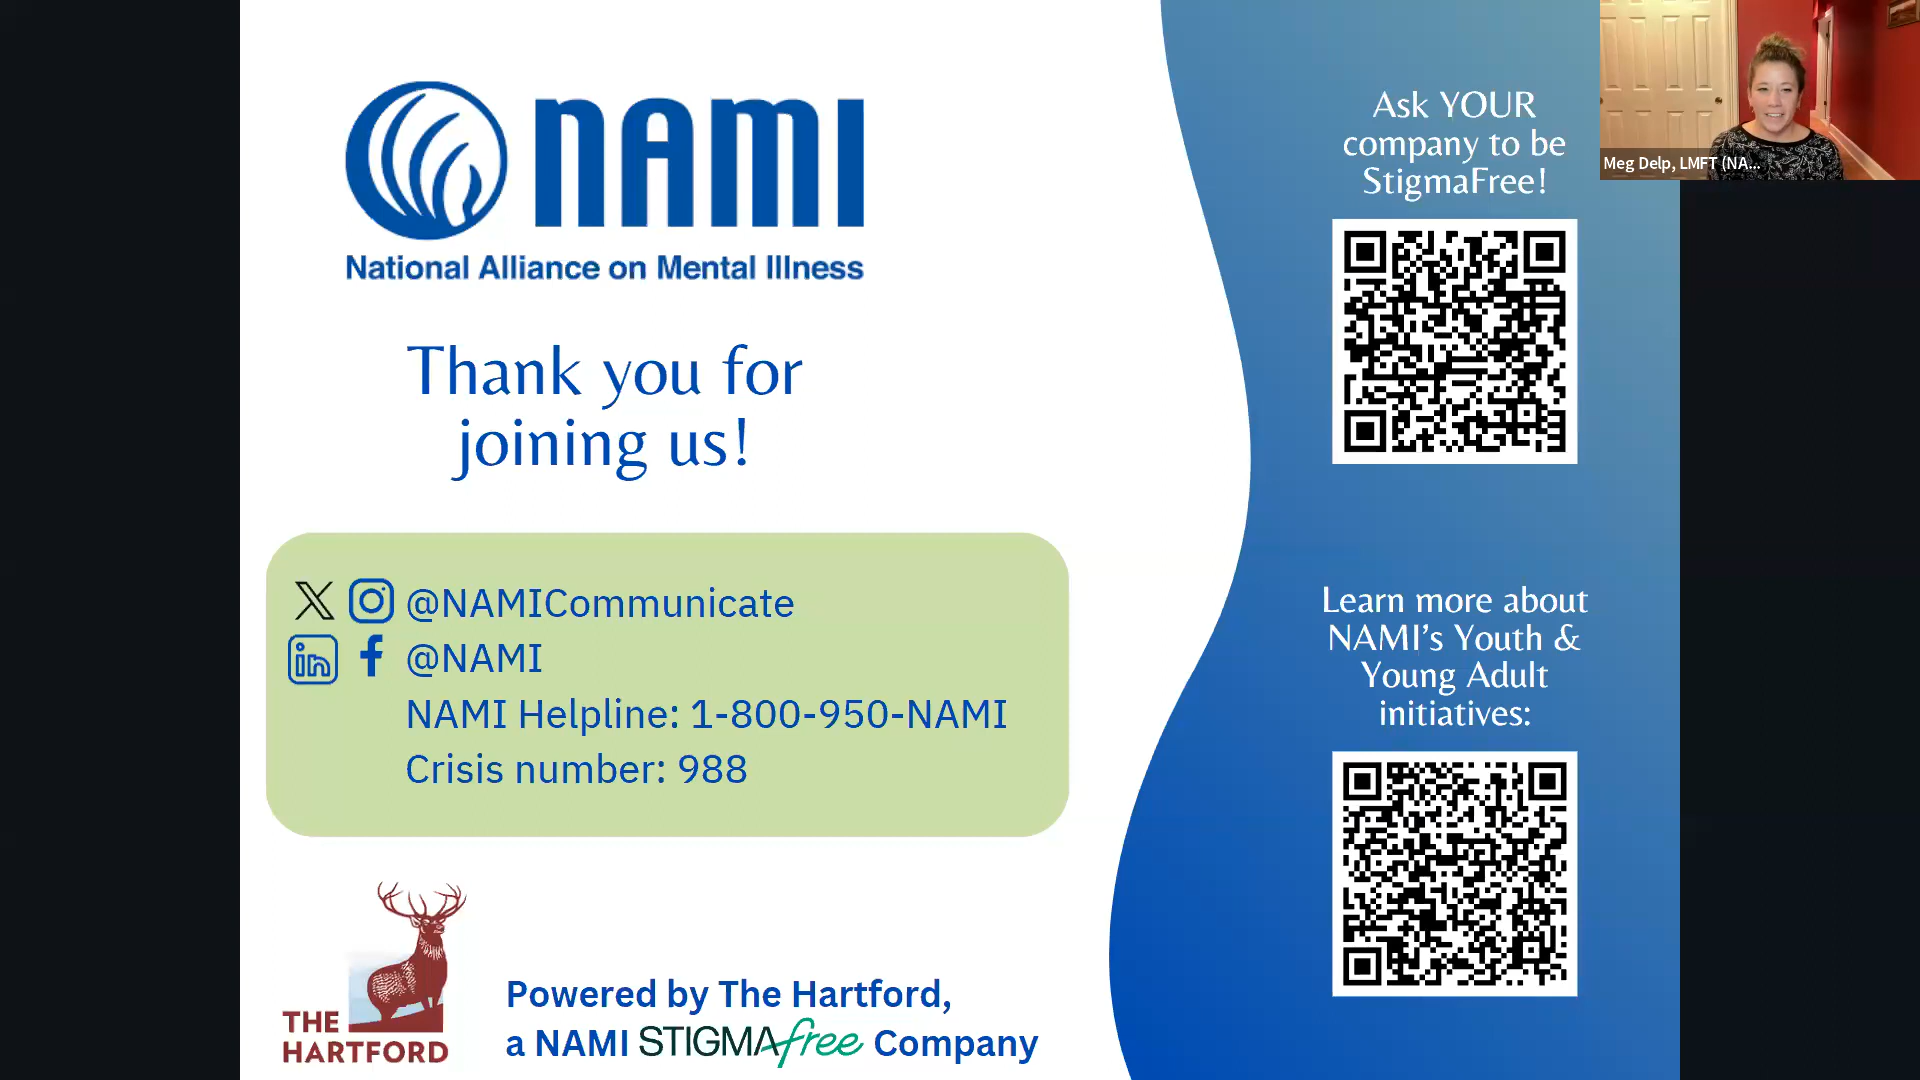 NAMI
National Alliance on Mental Illness
Thank you for
joining us!
@NAMICommunicate
in f @NAMI
NAMI Helpline: 1-800-950-NAMI
Crisis number: 988
THE
HARTFORD
Powered by The Hartford,
a NAMI STIGMAfree Company
Ask YOUR
company to be
StigmaFree!
Learn more about
NAMI's Youth &
Young Adult
initiatives:
Meg Delp, LMFT (NA...